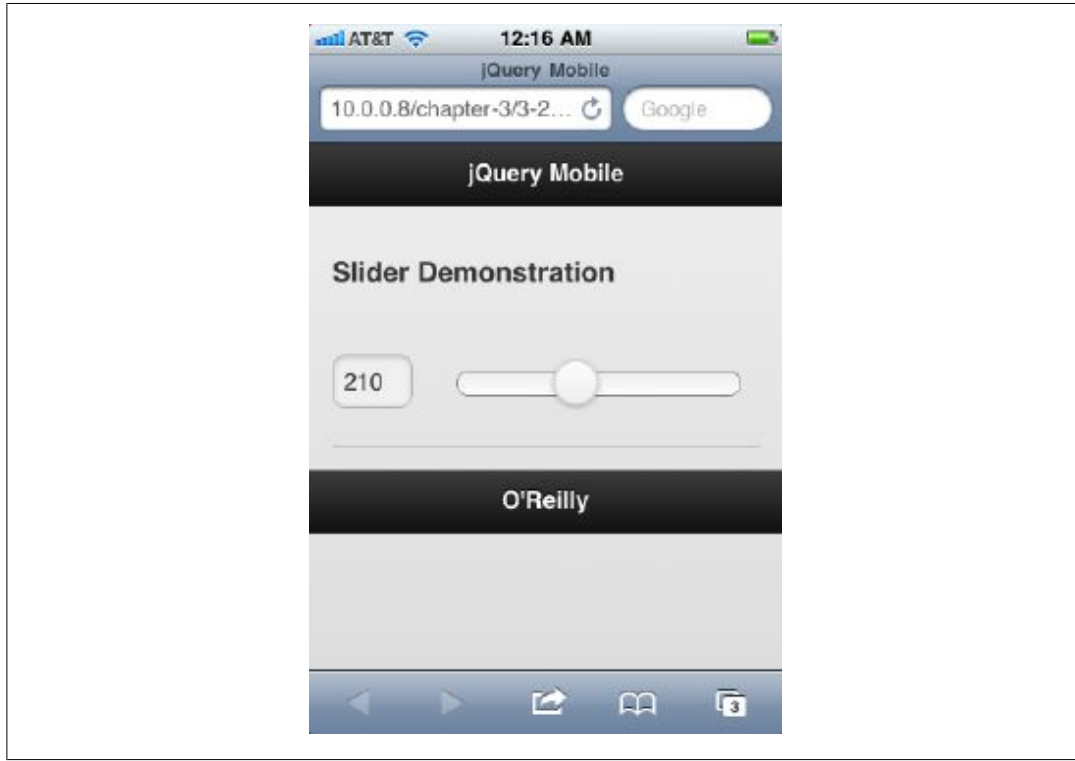 AT&T 12:16 AM
jQuery Mobile
10.0.0.8/chapter-3/3-2... Google
jQuery Mobile
Slider Demonstration
210
O'Reilly
3